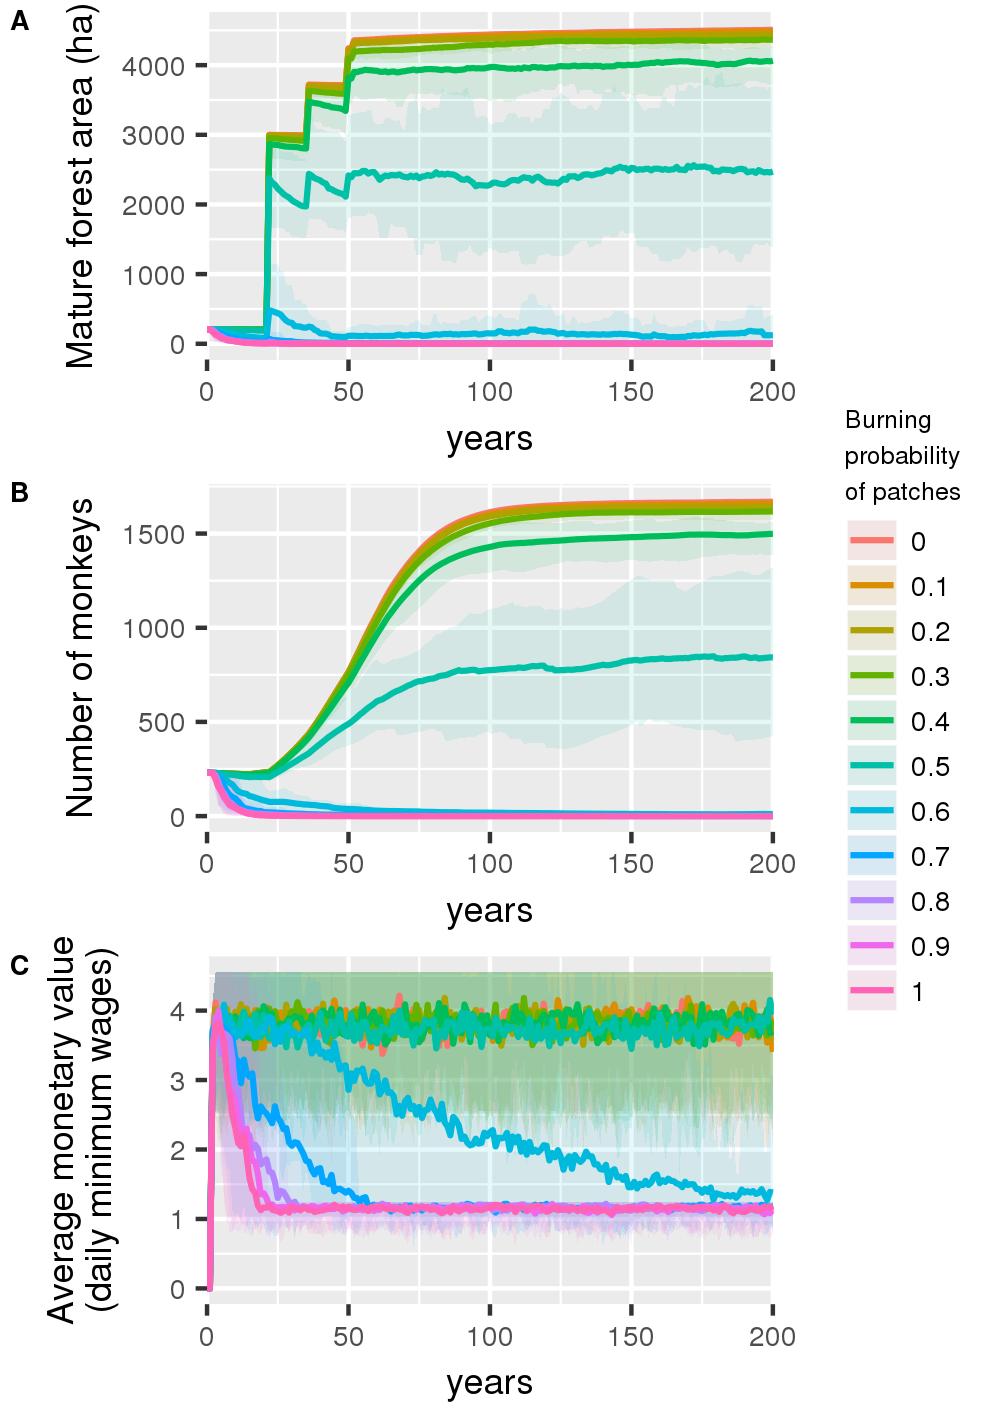 A
Mature forest area (ha)
4000
3000
2000
1000
0
0 50 100 150 200
years
B
Number of monkeys
1500
1000
500
0
0 50 100 150 200
years
C
Average monetary value
(daily minimum wages)
4
3
2
1
0
0 50 100 150 200
years
Burning
probability
of patches
0
0.1
0.2
0.3
0.4
0.5
0.6
0.7
0.8
0.9
1